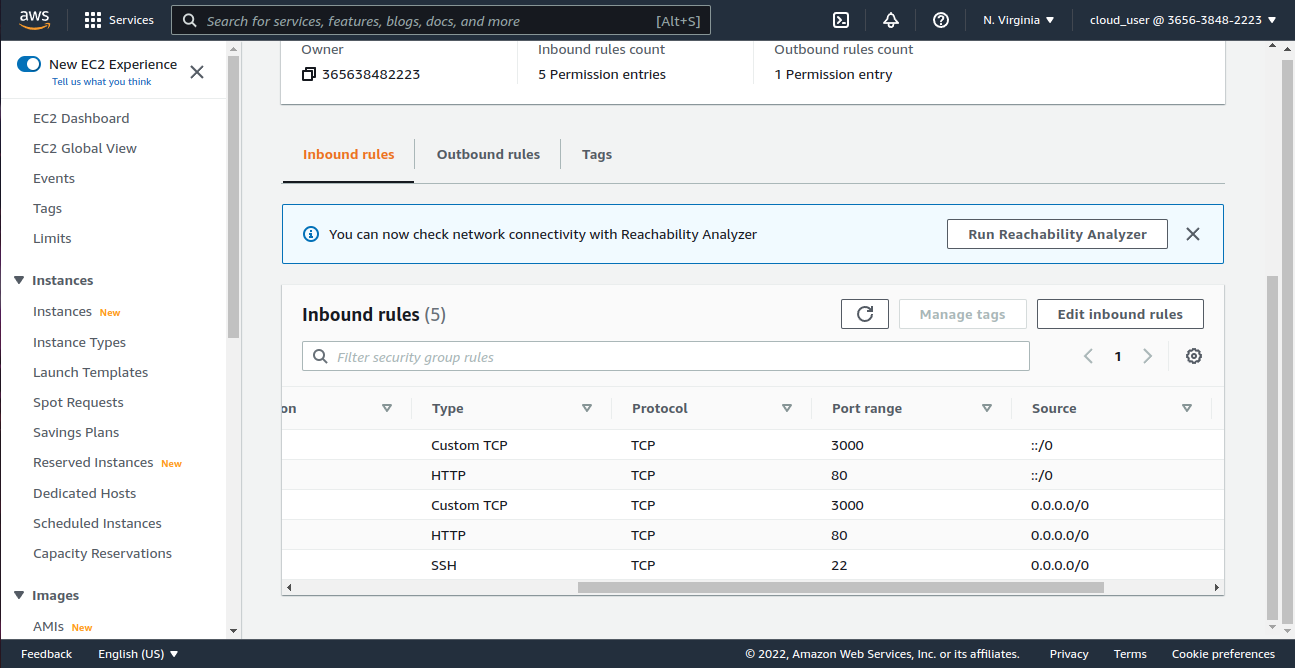 aws Services Search for services, features, blogs, docs, and more [Alt+S] N. Virginia cloud_user @ 3656-3848-2223
New EC2 Experience
Tell us what you think
EC2 Dashboard
EC2 Global View
Events
Tags
Limits
Instances
Instances New
Instance Types
Launch Templates
Spot Requests
Savings Plans
Reserved Instances New
Dedicated Hosts
Scheduled Instances
Capacity Reservations
Images
AMIs New
Owner Inbound rules count Outbound rules count
365638482223 5 Permission entries 1 Permission entry
Inbound rules Outbound rules Tags
You can now check network connectivity with Reachability Analyzer Run Reachability Analyzer
Inbound rules (5) Manage tags Edit inbound rules
Filter security group rules 1
on Type Protocol Port range Source
Custom TCP TCP 3000 ::/0
HTTP TCP 80 ::/0
Custom TCP TCP 3000 0.0.0.0/0
HTTP TCP 80 0.0.0.0/0
SSH TCP 22 0.0.0.0/0
Feedback English (US) © 2022, Amazon Web Services, Inc. or its affiliates. Privacy Terms Cookie preferences